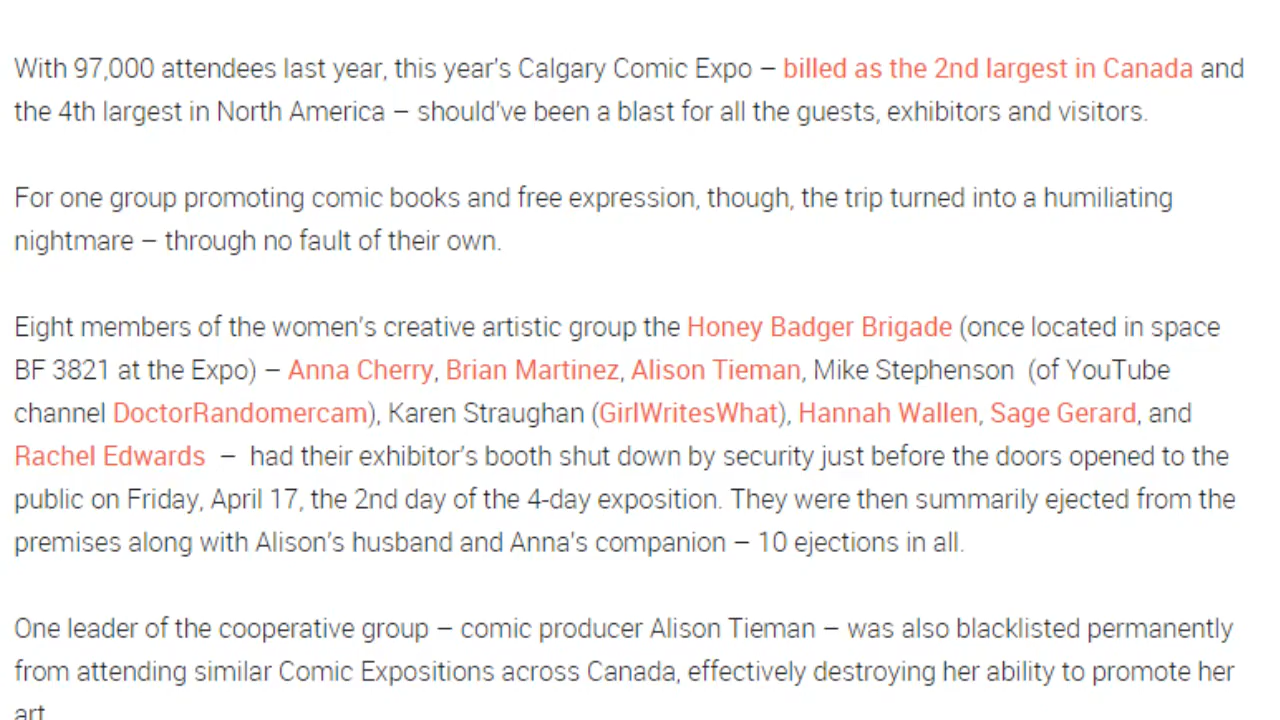 With 97,000 attendees last year, this year's Calgary Comic Expo – billed as the 2nd largest in Canada and
the 4th largest in North America – should've been a blast for all the guests, exhibitors and visitors.
For one group promoting comic books and free expression, though, the trip turned into a humiliating
nightmare – through no fault of their own.
Eight members of the women's creative artistic group the Honey Badger Brigade (once located in space
BF 3821 at the Expo) – Anna Cherry, Brian Martinez, Alison Tieman, Mike Stephenson  (of YouTube
channel DoctorRandomercam), Karen Straughan (GirlWritesWhat), Hannah Wallen, Sage Gerard, and
Rachel Edwards  –  had their exhibitor's booth shut down by security just before the doors opened to the
public on Friday, April 17, the 2nd day of the 4-day exposition. They were then summarily ejected from the
premises along with Alison's husband and Anna's companion – 10 ejections in all.
One leader of the cooperative group – comic producer Alison Tieman – was also blacklisted permanently
from attending similar Comic Expositions across Canada, effectively destroying her ability to promote her
art